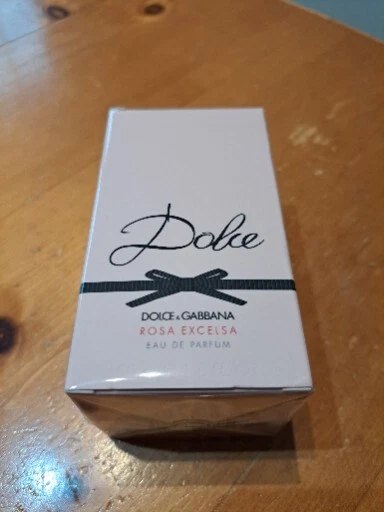 Dolce
DOLCE & GABBANA
ROSA EXCELSA
EAU DE PARFUM